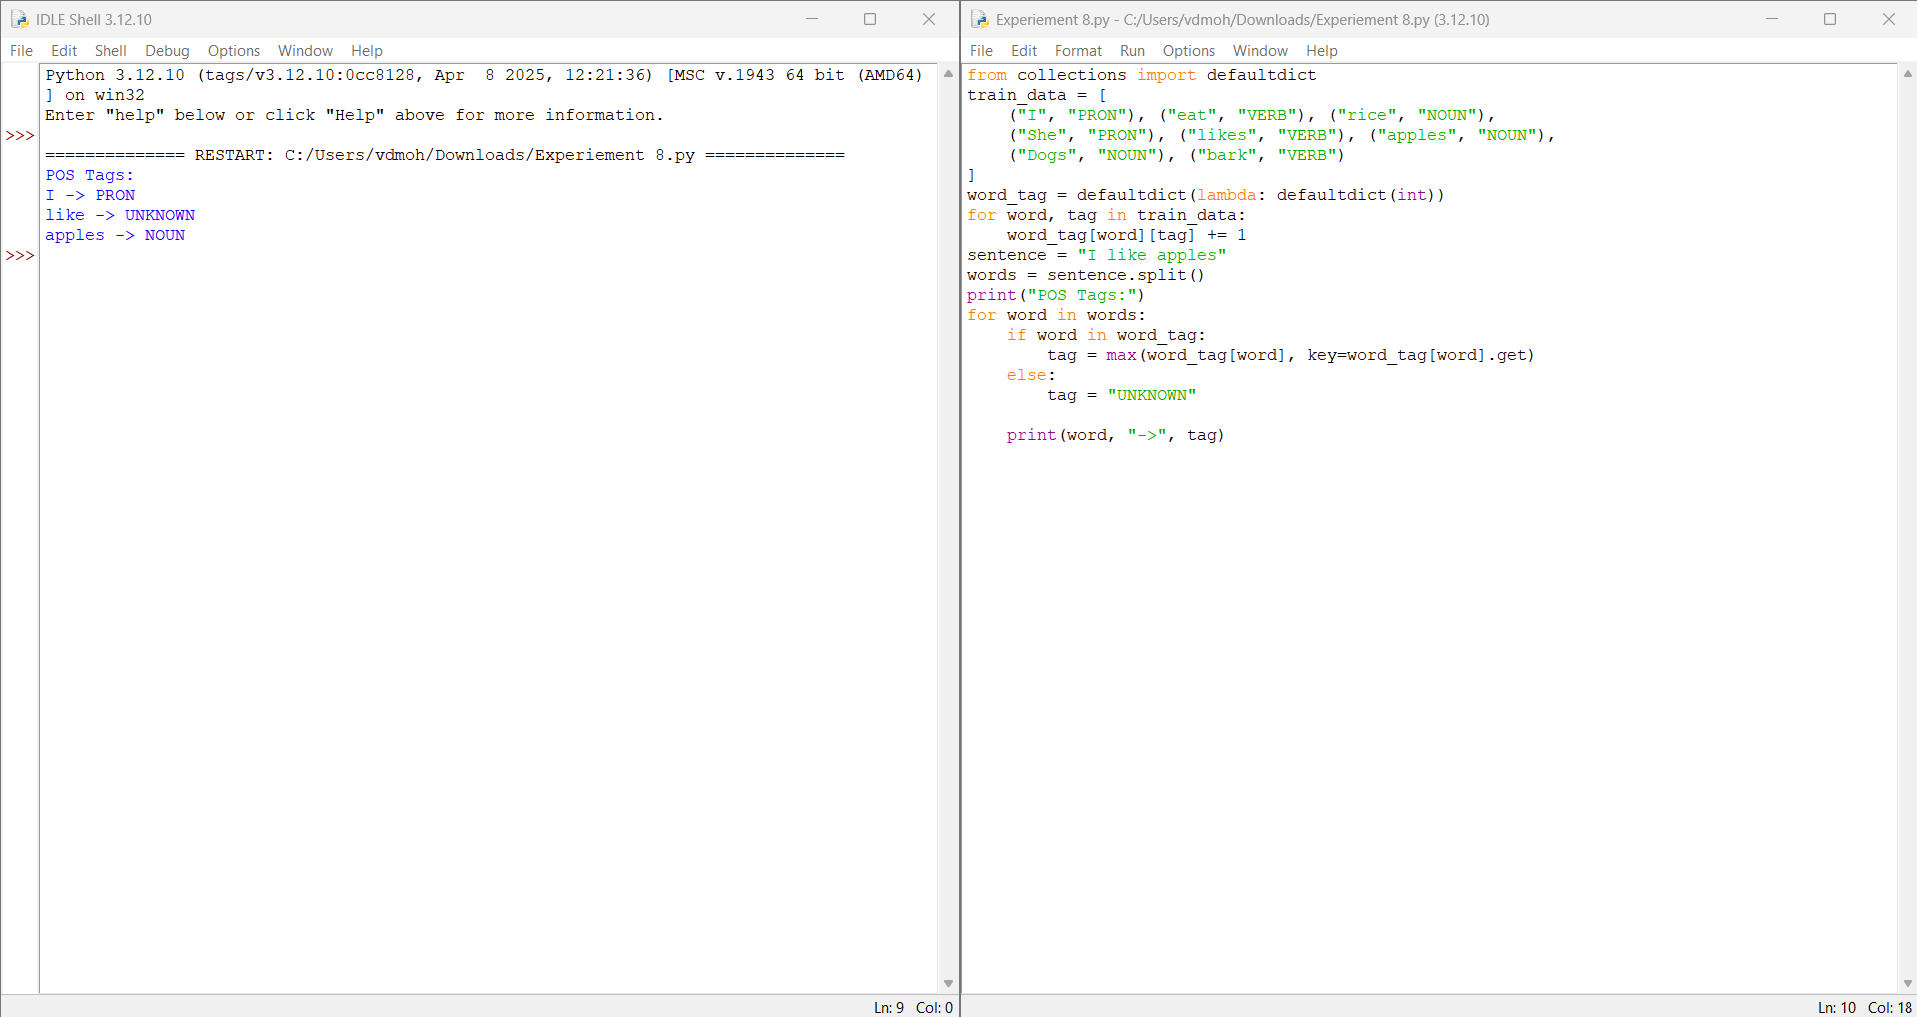 IDLE Shell 3.12.10
File Edit Shell Debug Options Window Help
Python 3.12.10 (tags/v3.12.10:0cc8128, Apr  8 2025, 12:21:36) [MSC v.1943 64 bit (AMD64)
] on win32
Enter "help" below or click "Help" above for more information.
>>>
============== RESTART: C:/Users/vdmoh/Downloads/Experiement 8.py ==============
POS Tags:
I -> PRON
like -> UNKNOWN
apples -> NOUN
>>>
Ln: 9 Col: 0
Experiement 8.py - C:/Users/vdmoh/Downloads/Experiement 8.py (3.12.10)
File Edit Format Run Options Window Help
from collections import defaultdict
train_data = [
    ("I", "PRON"), ("eat", "VERB"), ("rice", "NOUN"),
    ("She", "PRON"), ("likes", "VERB"), ("apples", "NOUN"),
    ("Dogs", "NOUN"), ("bark", "VERB")
]
word_tag = defaultdict(lambda: defaultdict(int))
for word, tag in train_data:
    word_tag[word][tag] += 1
sentence = "I like apples"
words = sentence.split()
print("POS Tags:")
for word in words:
    if word in word_tag:
        tag = max(word_tag[word], key=word_tag[word].get)
    else:
        tag = "UNKNOWN"
    print(word, "->", tag)
Ln: 10 Col: 18